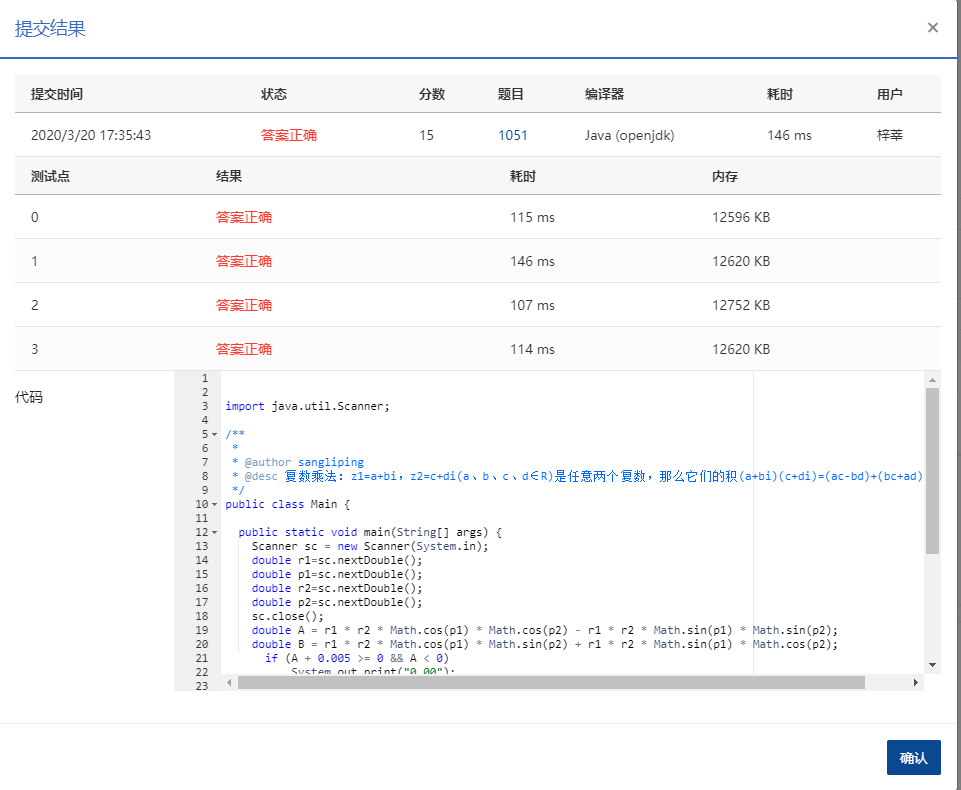 提交结果 ×
提交时间 状态 分数 题目 编译器 耗时 用户
2020/3/20 17:35:43 答案正确 15 1051 Java (openjdk) 146 ms 梓莘
测试点 结果 耗时 内存
0 答案正确 115 ms 12596 KB
1 答案正确 146 ms 12620 KB
2 答案正确 107 ms 12752 KB
3 答案正确 114 ms 12620 KB
代码
1
2
3 import java.util.Scanner;
4
5 /**
6 *
7 * @author sangliping
8 * @desc 复数乘法：z1=a+bi，z2=c+di(a、b、c、d∈R)是任意两个复数，那么它们的积(a+bi)(c+di)=(ac-bd)+(bc+ad)
9 */
10 public class Main {
11
12 public static void main(String[] args) {
13 Scanner sc = new Scanner(System.in);
14 double r1=sc.nextDouble();
15 double p1=sc.nextDouble();
16 double r2=sc.nextDouble();
17 double p2=sc.nextDouble();
18 sc.close();
19 double A = r1 * r2 * Math.cos(p1) * Math.cos(p2) - r1 * r2 * Math.sin(p1) * Math.sin(p2);
20 double B = r1 * r2 * Math.cos(p1) * Math.sin(p2) + r1 * r2 * Math.sin(p1) * Math.cos(p2);
21 if (A + 0.005 >= 0 && A < 0)
22 System.out.print("0.00");
23
确认